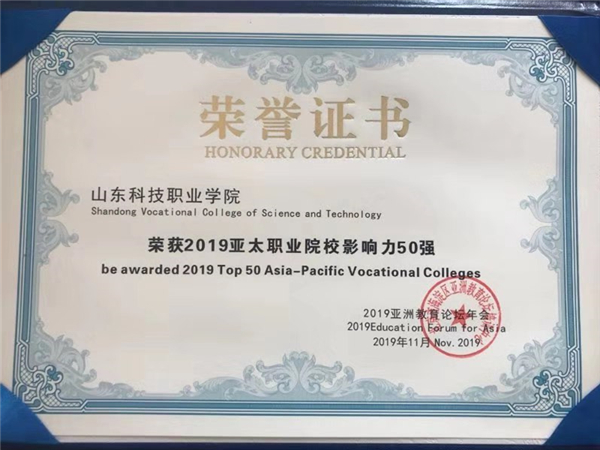 荣誉证书
HONORARY CREDENTIAL
山东科技职业学院
Shandong Vocational College of Science and Technology
荣获2019亚太职业院校影响力50强
be awarded 2019 Top 50 Asia-Pacific Vocational Colleges
2019亚洲教育论坛年会
2019Education Forum for Asia
2019年11月 Nov. 2019